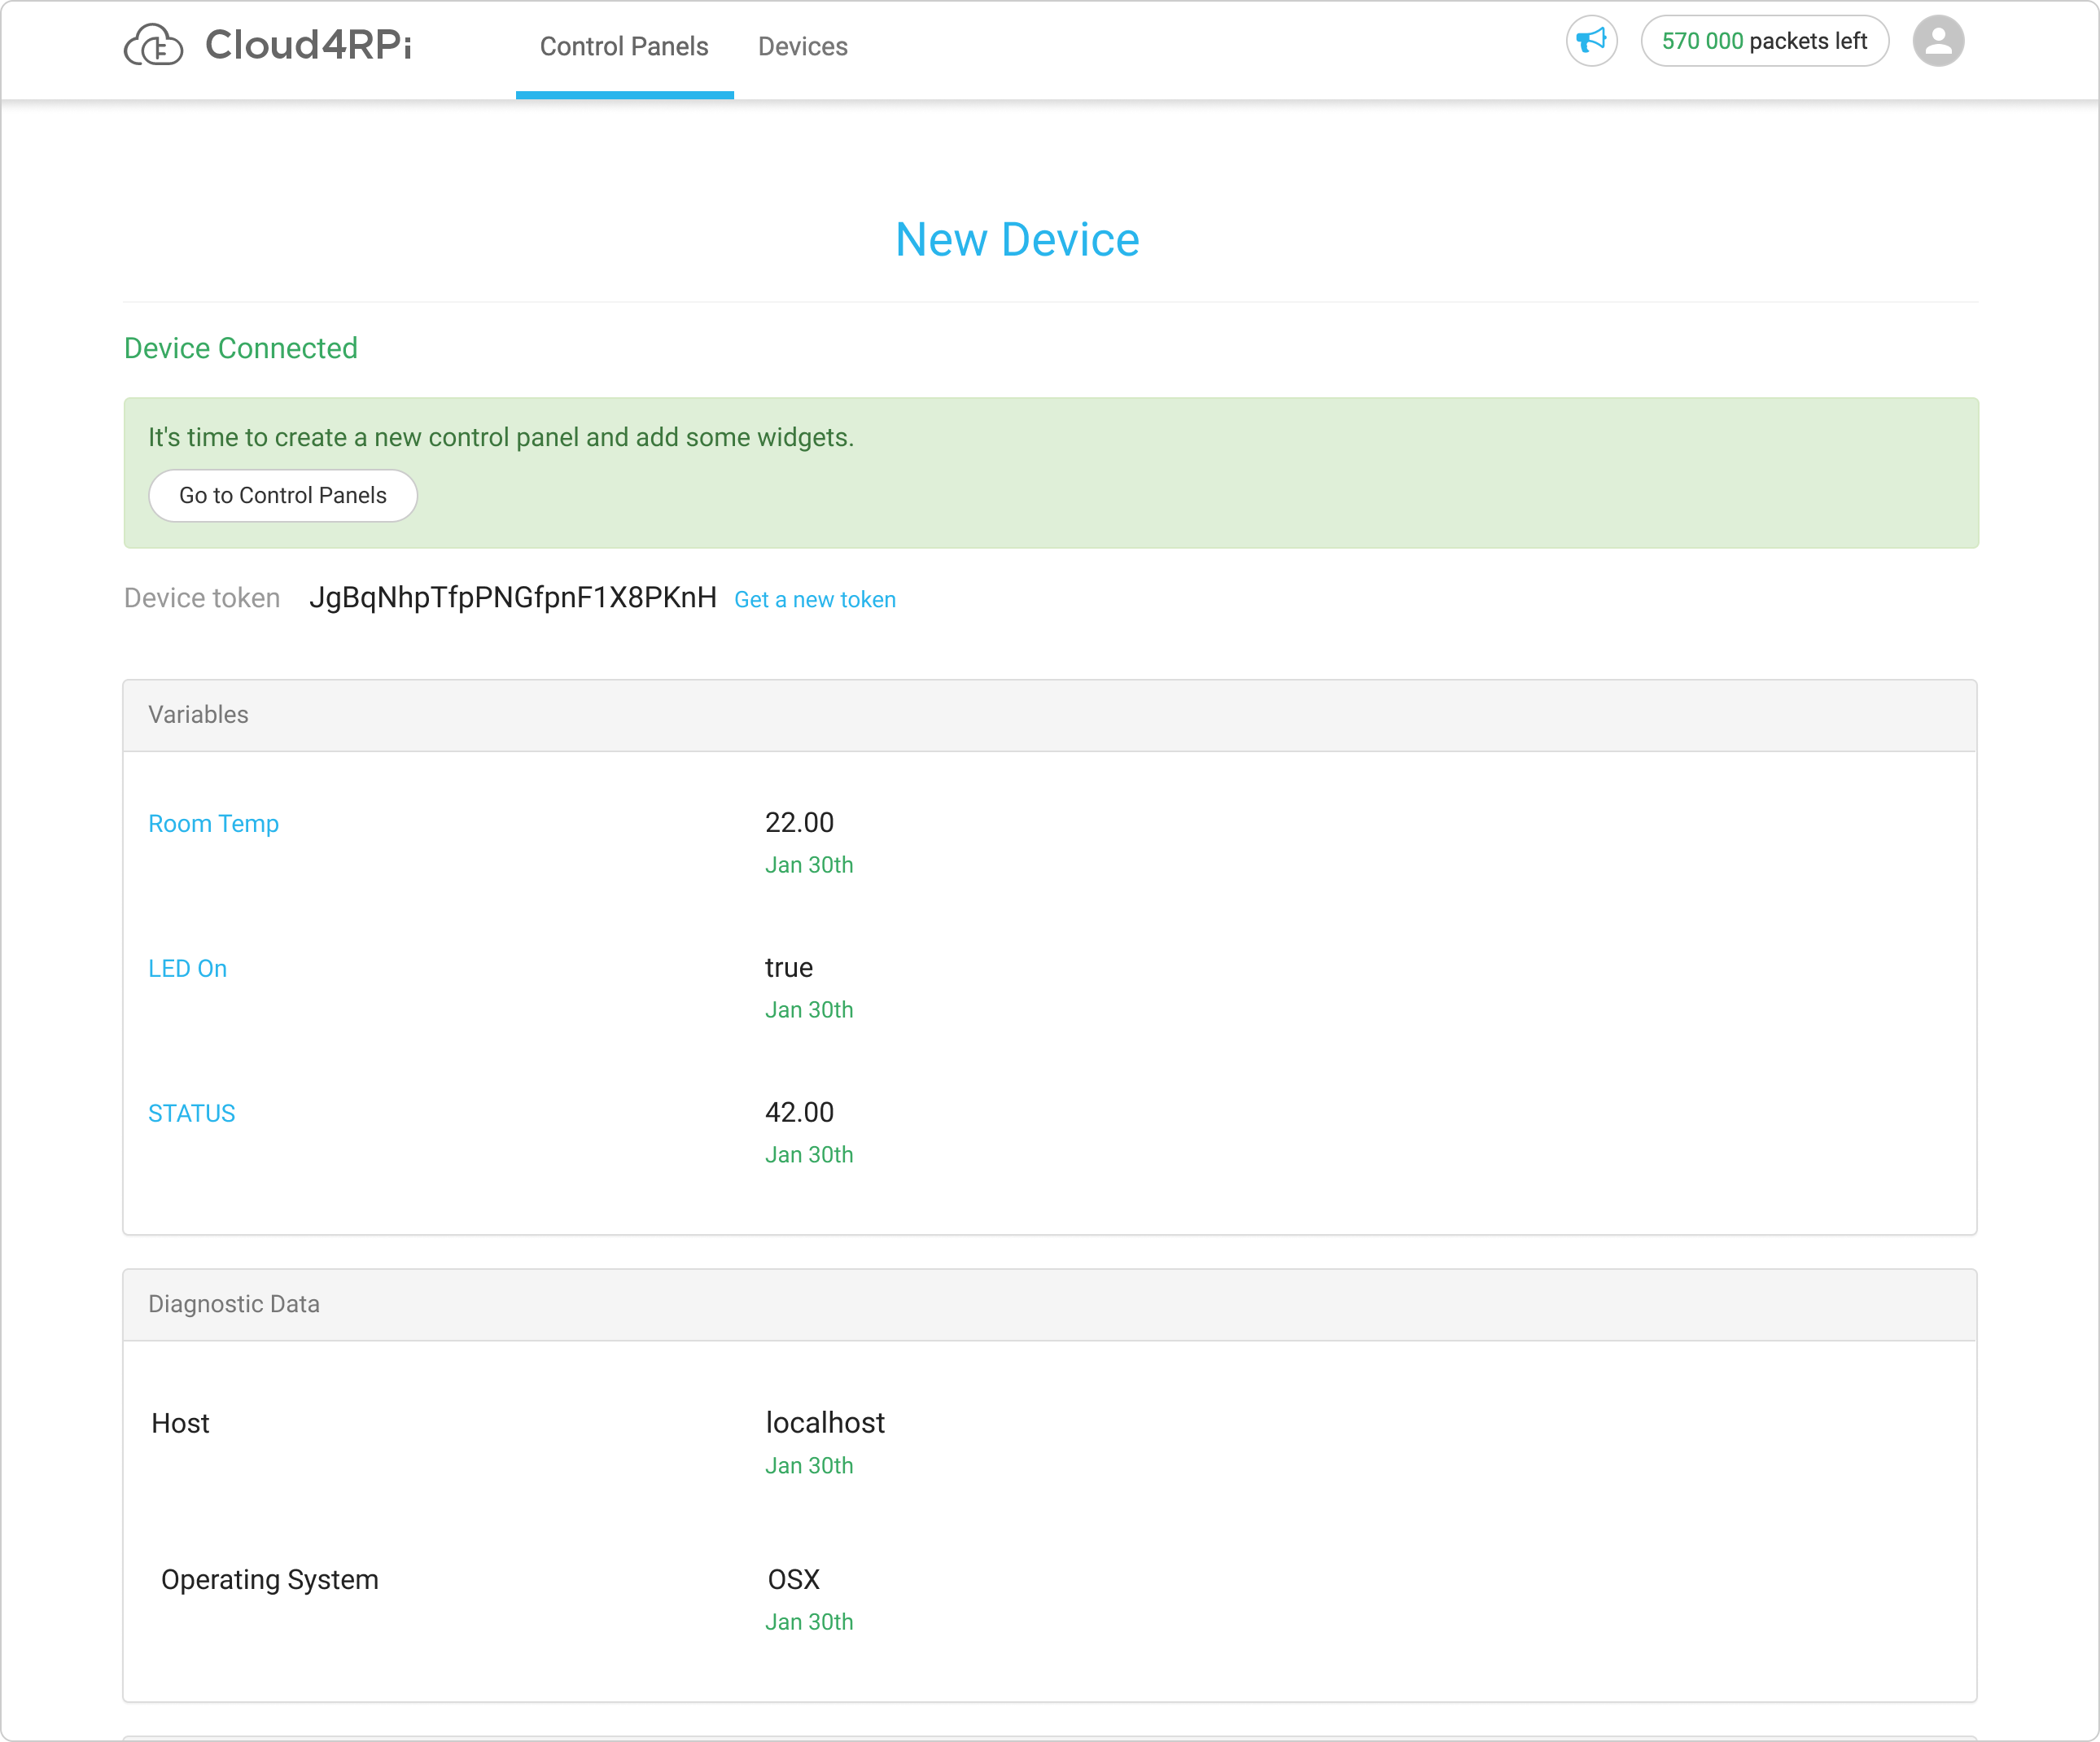 Cloud4RPi
Control Panels
Devices
570 000 packets left
New Device
Device Connected
It's time to create a new control panel and add some widgets.
Go to Control Panels
Device token JgBqNhpTfpPNGfpnF1X8PKnH Get a new token
Variables
Room Temp 22.00
Jan 30th
LED On true
Jan 30th
STATUS 42.00
Jan 30th
Diagnostic Data
Host localhost
Jan 30th
Operating System OSX
Jan 30th